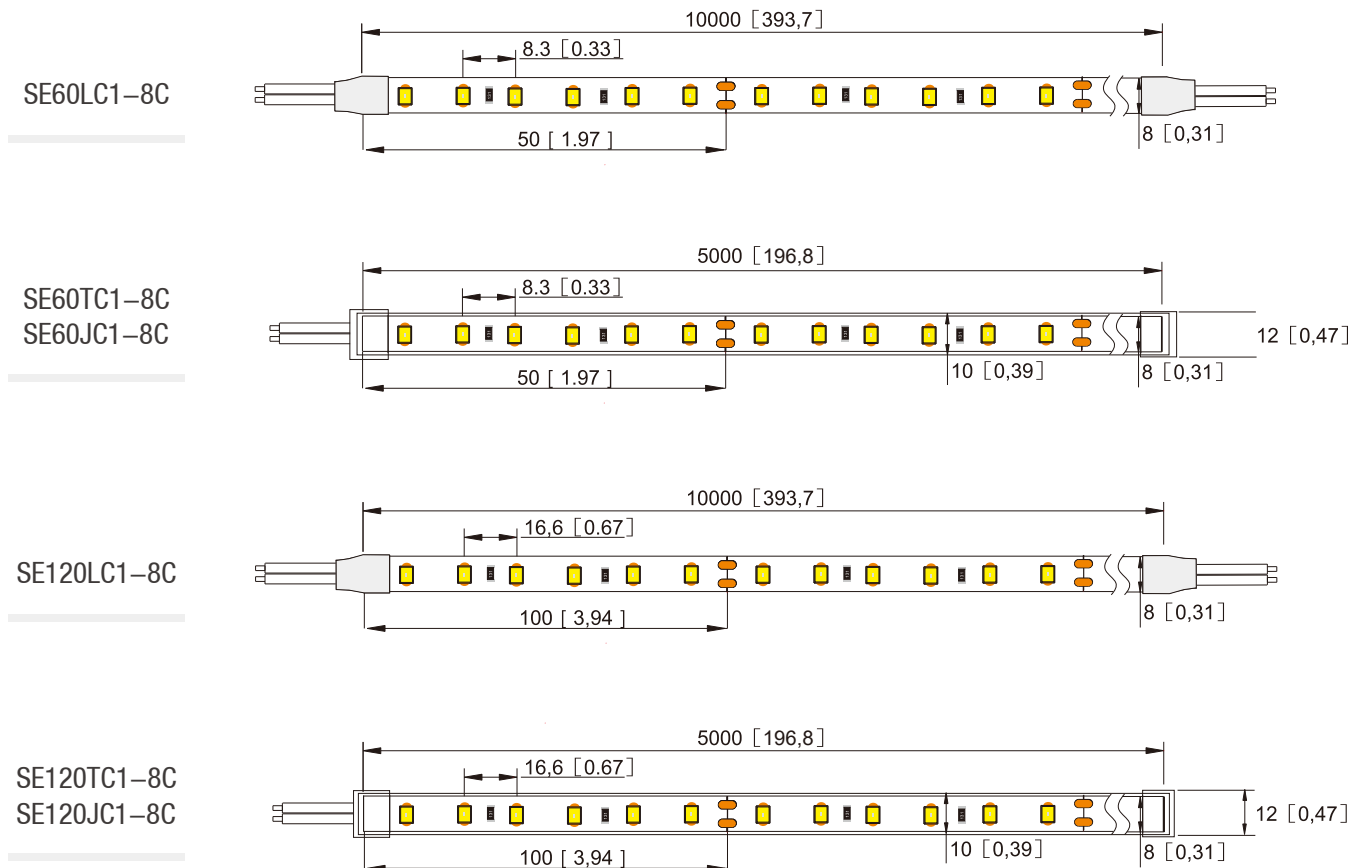 10000 [393,7]
8.3 [0.33]
SE60LC1–8C
50 [ 1.97 ]
8 [0,31]
5000 [196,8]
8.3 [0.33]
SE60TC1–8C
SE60JC1–8C
12 [0,47]
50 [ 1.97 ]
10 [0,39]
8 [0,31]
10000 [393,7]
16,6 [0.67]
SE120LC1–8C
100 [ 3,94 ]
8 [0,31]
5000 [196,8]
16,6 [0.67]
SE120TC1–8C
SE120JC1–8C
12 [0,47]
100 [ 3,94 ]
10 [0,39]
8 [0,31]